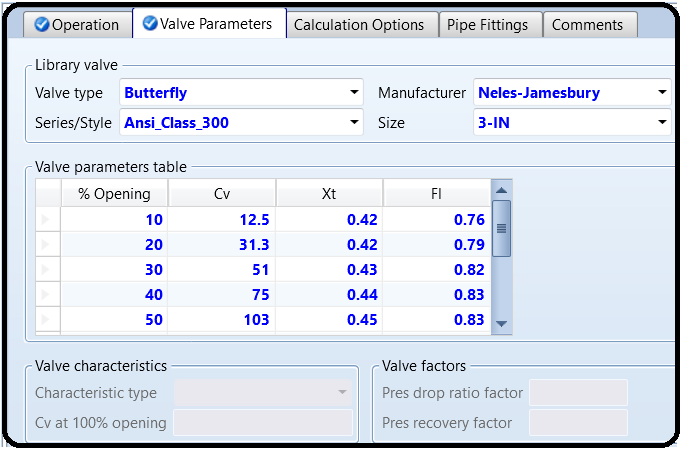 Operation Valve Parameters Calculation Options Pipe Fittings Comments
Library valve
Valve type Butterfly Manufacturer Neles-Jamesbury
Series/Style Ansi_Class_300 Size 3-IN
Valve parameters table
% Opening Cv Xt Fl
10 12.5 0.42 0.76
20 31.3 0.42 0.79
30 51 0.43 0.82
40 75 0.44 0.83
50 103 0.45 0.83
Valve characteristics Valve factors
Characteristic type Pres drop ratio factor
Cv at 100% opening Pres recovery factor